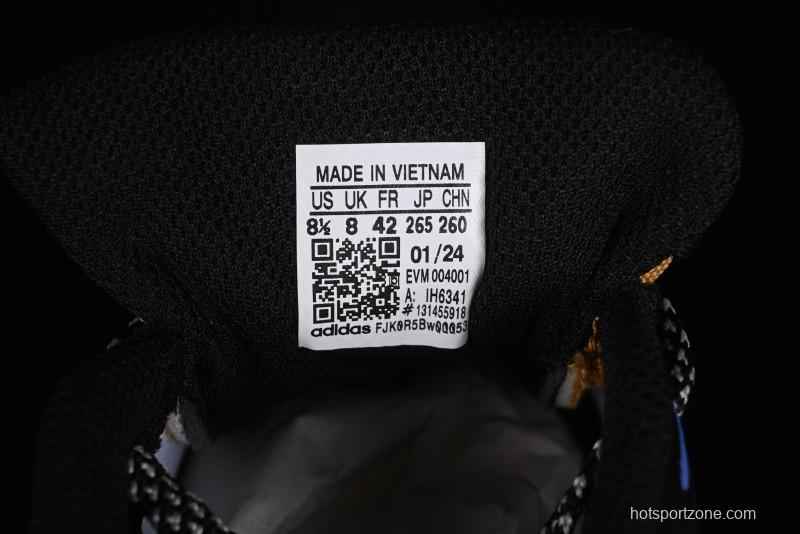 MADE IN VIETNAM
US UK FR JP CHN
8½ 8 42 265 260
01/24
EVM 004001
A: IH6341
# 131455918
adidas FJK0R5BwQQQ53
hotsportzone.com